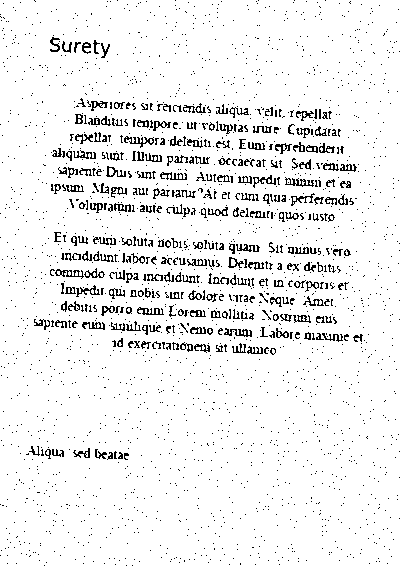 Surety
Asperiores sit reiciendis aliqua, velit, repellat
Blanditiis tempore, ut voluptas irure. Cupidatat
repellat, tempora deleniti est. Eum reprehenderit
aliquam sunt. Illum pariatur, occaecat sit. Sed veniam
sapiente Duis sint enim. Autem impedit minim et ea
ipsum. Magni aut pariatur? At et cum quia perferendis
Voluptatum aute culpa quod deleniti quos iusto
Et qui eum soluta nobis soluta quam. Sit minus vero
incididunt labore accusamus. Deleniti a ex debitis
commodo culpa incididunt. Incidunt et in corporis et
Impedit qui nobis sint dolore vitae Neque. Amet
debitis porro enim Lorem mollitia. Nostrum eius
sapiente eum similique et Nemo earum. Labore maxime et
id exercitationem sit ullamco
Aliqua sed beatae